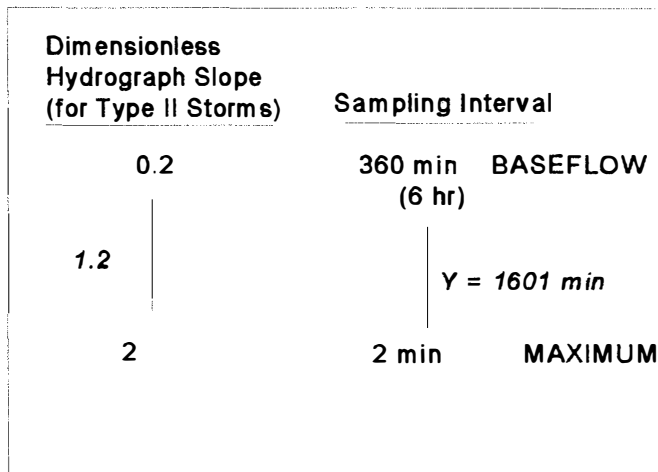 Dimensionless
Hydrograph Slope
(for Type II Storms)
Sampling Interval
0.2
360 min BASEFLOW
(6 hr)
1.2
Y = 1601 min
2
2 min MAXIMUM